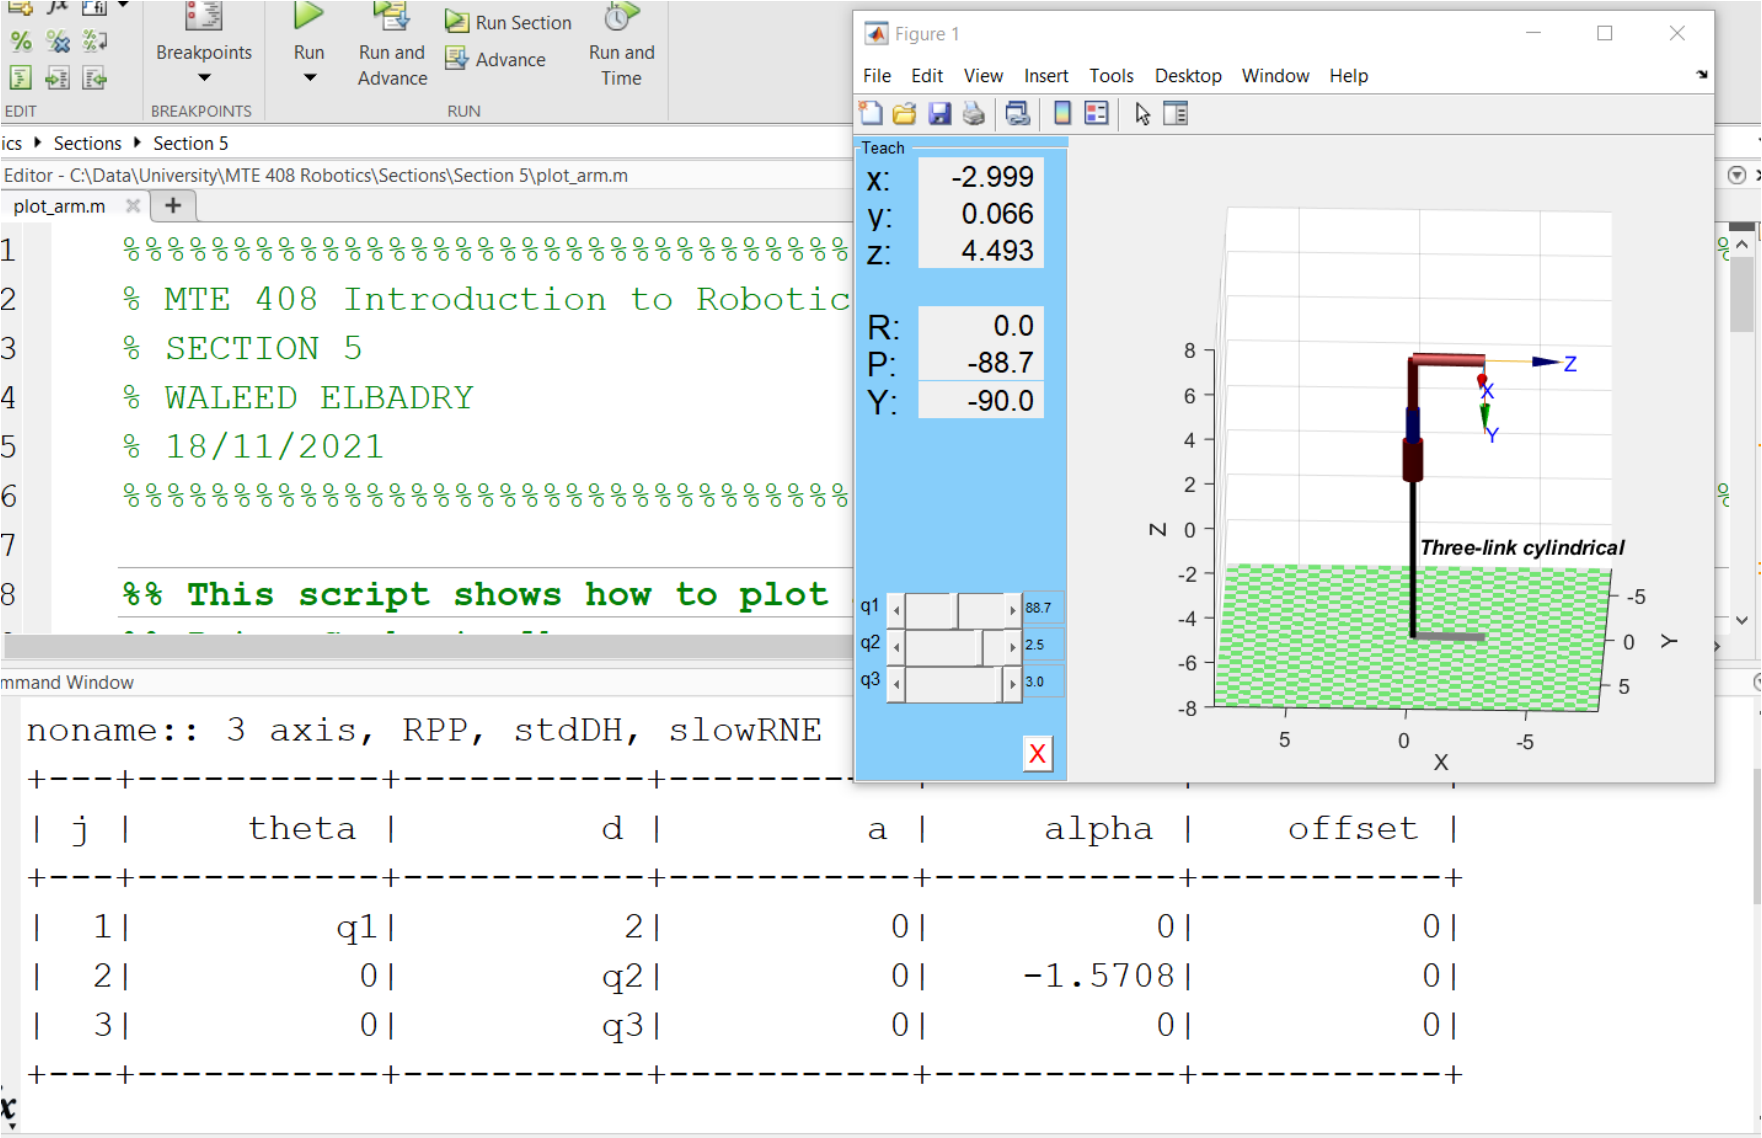 Breakpoints
Run
Run and
Advance
Run Section
Advance
Run and
Time
EDIT
BREAKPOINTS
RUN
ics ▸ Sections ▸ Section 5
Editor - C:\Data\University\MTE 408 Robotics\Sections\Section 5\plot_arm.m
plot_arm.m
+
1 %%%%%%%%%%%%%%%%%%%%%%%%%%%%%%%%%
2 % MTE 408 Introduction to Robotic
3 % SECTION 5
4 % WALEED ELBADRY
5 % 18/11/2021
6 %%%%%%%%%%%%%%%%%%%%%%%%%%%%%%%%%
7
8 %% This script shows how to plot
Figure 1
File Edit View Insert Tools Desktop Window Help
Teach
x: -2.999
y: 0.066
z: 4.493
R: 0.0
P: -88.7
Y: -90.0
q1 88.7
q2 2.5
q3 3.0
X
8
6
4
2
0
-2
-4
-6
-8
Z
Z
X
Y
Three-link cylindrical
-5
0
5
Y
5 0 -5
X
mmand Window
noname:: 3 axis, RPP, stdDH, slowRNE
+---+-----------+-----------+--------
| j | theta | d | a | alpha | offset |
+---+-----------+-----------+-----------+-----------+-----------+
| 1| q1| 2| 0| 0| 0|
| 2| 0| q2| 0| -1.5708| 0|
| 3| 0| q3| 0| 0| 0|
+---+-----------+-----------+-----------+-----------+-----------+